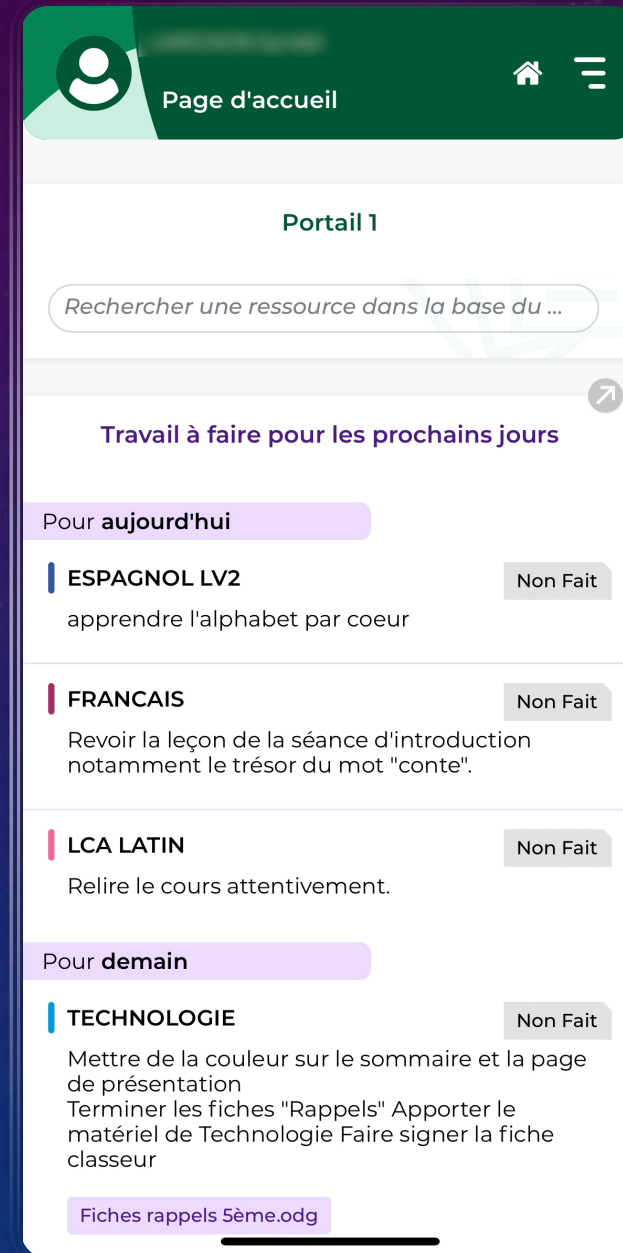 Page d'accueil
Portail 1
Rechercher une ressource dans la base du ...
Travail à faire pour les prochains jours
Pour aujourd'hui
ESPAGNOL LV2
Non Fait
apprendre l'alphabet par coeur
FRANCAIS
Non Fait
Revoir la leçon de la séance d'introduction
notamment le trésor du mot "conte".
LCA LATIN
Non Fait
Relire le cours attentivement.
Pour demain
TECHNOLOGIE
Non Fait
Mettre de la couleur sur le sommaire et la page
de présentation
Terminer les fiches "Rappels" Apporter le
matériel de Technologie Faire signer la fiche
classeur
Fiches rappels 5ème.odg